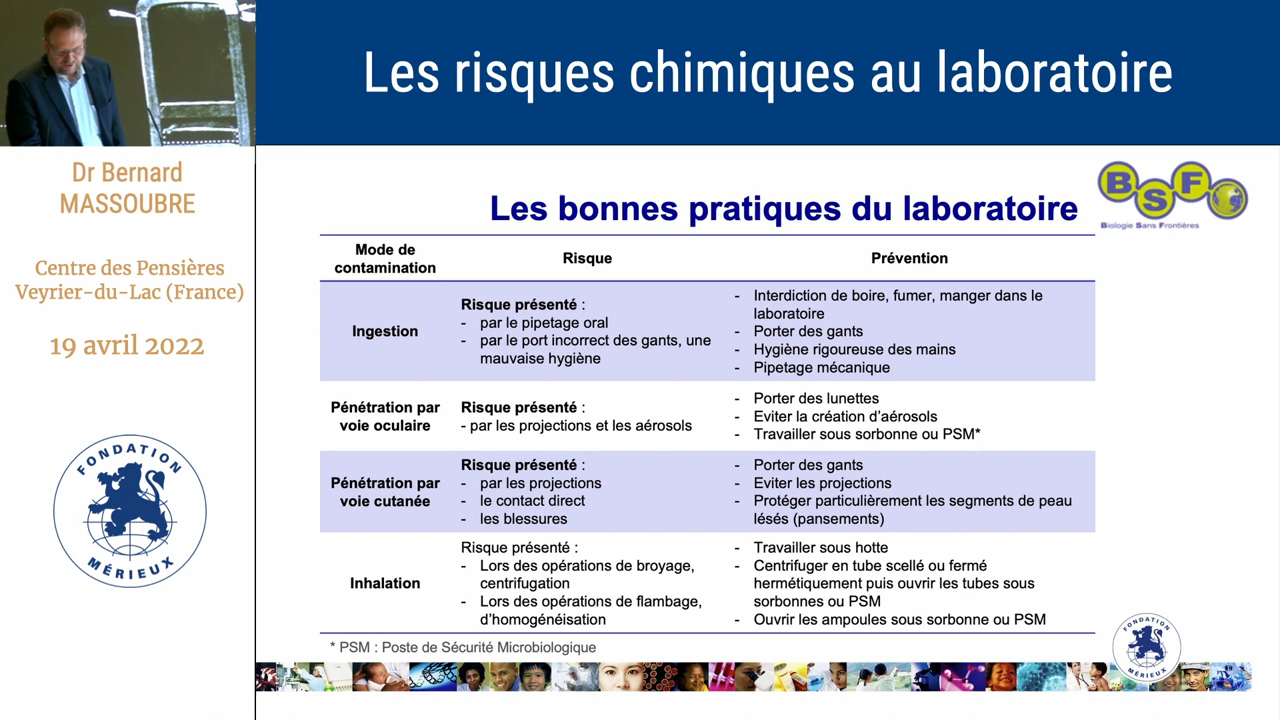 Les risques chimiques au laboratoire
Dr Bernard
MASSOUBRE
Centre des Pensières
Veyrier-du-Lac (France)
19 avril 2022
FONDATION
MÉRIEUX
BSF
Biologie Sans Frontières
Les bonnes pratiques du laboratoire
Mode de
contamination
Risque
Prévention
Ingestion
Risque présenté :
- par le pipetage oral
- par le port incorrect des gants, une
mauvaise hygiène
- Interdiction de boire, fumer, manger dans le
laboratoire
- Porter des gants
- Hygiène rigoureuse des mains
- Pipetage mécanique
Pénétration par
voie oculaire
Risque présenté :
- par les projections et les aérosols
- Porter des lunettes
- Eviter la création d'aérosols
- Travailler sous sorbonne ou PSM*
Pénétration par
voie cutanée
Risque présenté :
- par les projections
- le contact direct
- les blessures
- Porter des gants
- Eviter les projections
- Protéger particulièrement les segments de peau
lésés (pansements)
Inhalation
Risque présenté :
- Lors des opérations de broyage,
centrifugation
- Lors des opérations de flambage,
d'homogénéisation
- Travailler sous hotte
- Centrifuger en tube scellé ou fermé
hermétiquement puis ouvrir les tubes sous
sorbonnes ou PSM
- Ouvrir les ampoules sous sorbonne ou PSM
* PSM : Poste de Sécurité Microbiologique
FONDATION
MÉRIEUX